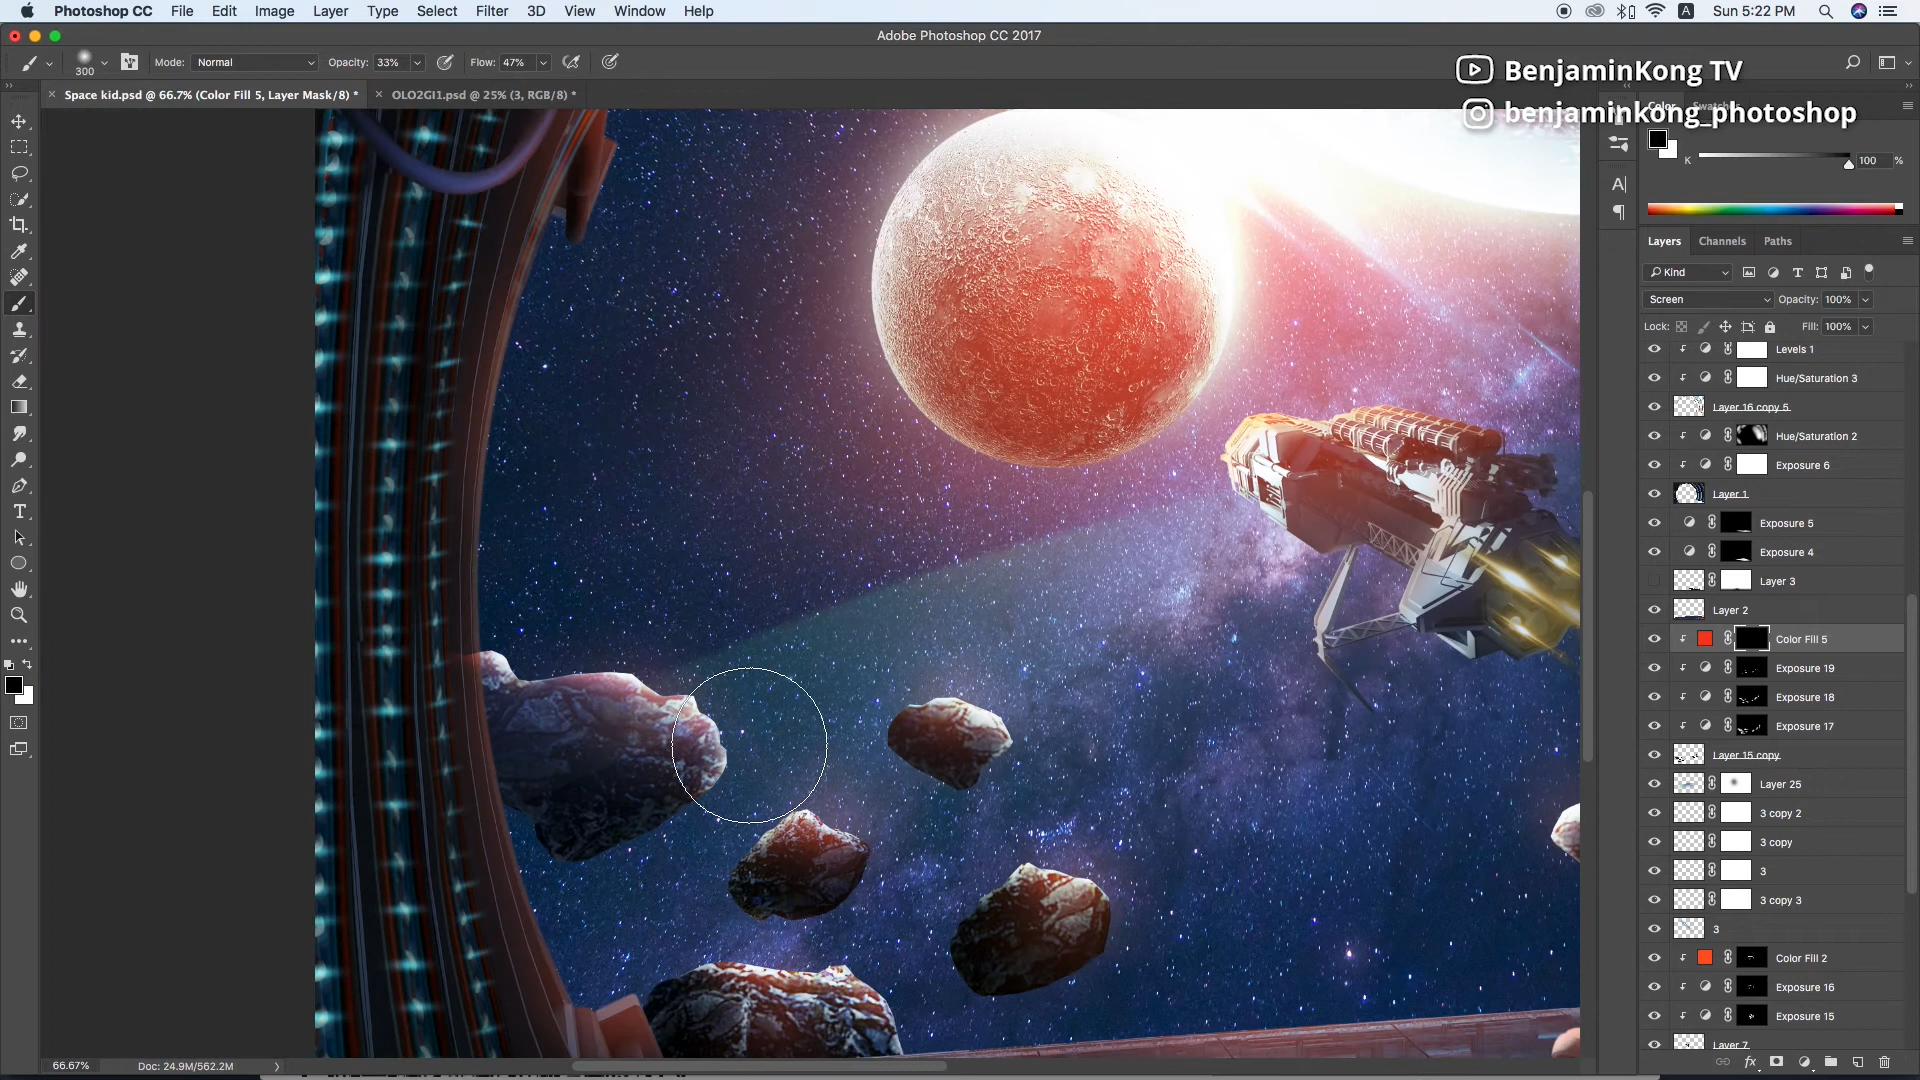 Photoshop CC File Edit Image Layer Type Select Filter 3D View Window Help
A Sun 5:22 PM
Adobe Photoshop CC 2017
300 Mode: Normal Opacity: 33% Flow: 47%
BenjaminKong TV
benjaminkong_photoshop
× Space kid.psd @ 66.7% (Color Fill 5, Layer Mask/8) * × OLO2GI1.psd @ 25% (3, RGB/8) *
Color Swatches
K 100 %
Layers Channels Paths
Kind
Screen Opacity: 100%
Lock: Fill: 100%
Levels 1
Hue/Saturation 3
Layer 16 copy 5
Hue/Saturation 2
Exposure 6
Layer 1
Exposure 5
Exposure 4
Layer 3
Layer 2
Color Fill 5
Exposure 19
Exposure 18
Exposure 17
Layer 15 copy
Layer 25
3 copy 2
3 copy
3
3 copy 3
3
Color Fill 2
Exposure 16
Exposure 15
Layer 7
66.67% Doc: 24.9M/562.2M